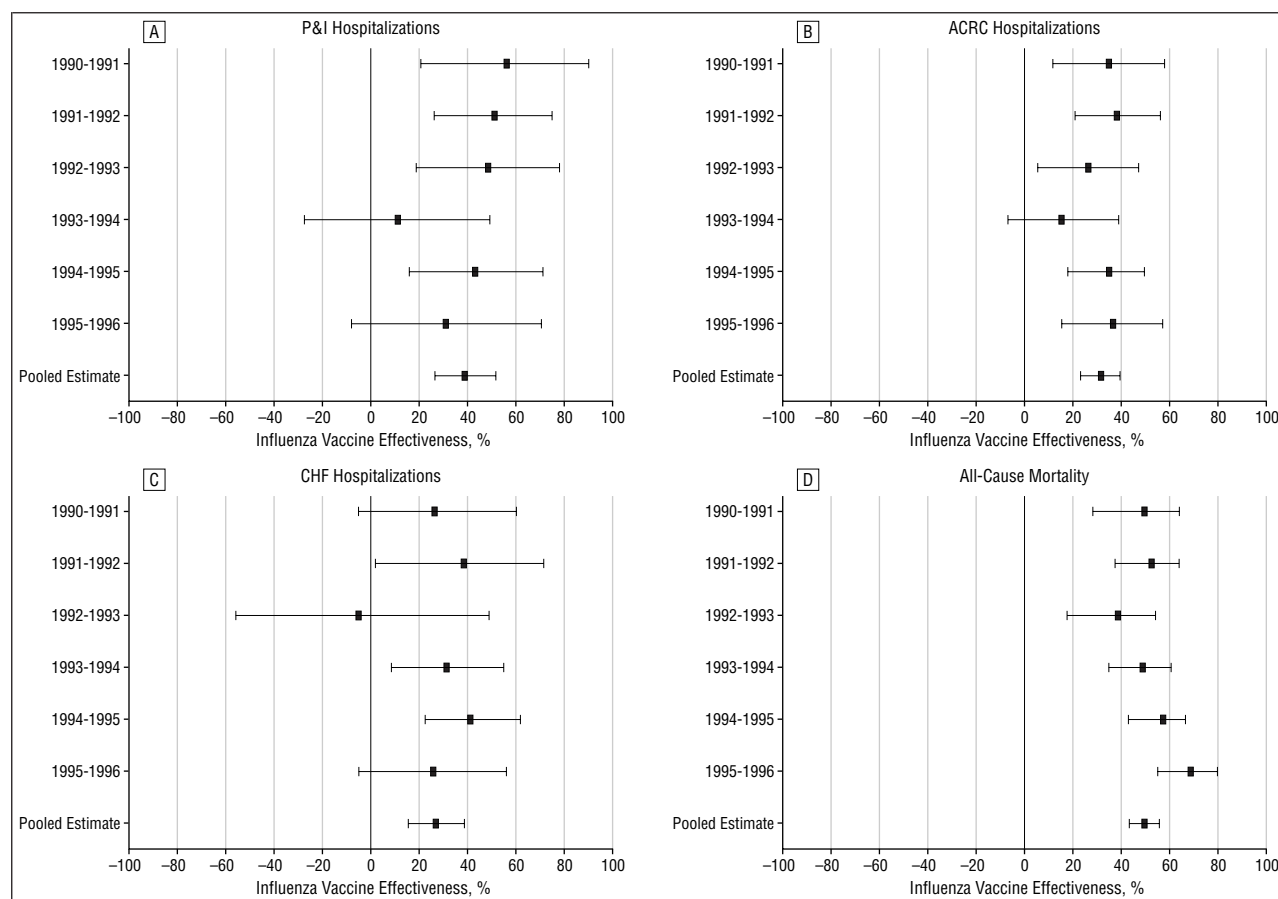 A
P&I Hospitalizations
1990-1991
1991-1992
1992-1993
1993-1994
1994-1995
1995-1996
Pooled Estimate
–100 –80 –60 –40 –20 0 20 40 60 80 100
Influenza Vaccine Effectiveness, %
B
ACRC Hospitalizations
1990-1991
1991-1992
1992-1993
1993-1994
1994-1995
1995-1996
Pooled Estimate
–100 –80 –60 –40 –20 0 20 40 60 80 100
Influenza Vaccine Effectiveness, %
C
CHF Hospitalizations
1990-1991
1991-1992
1992-1993
1993-1994
1994-1995
1995-1996
Pooled Estimate
–100 –80 –60 –40 –20 0 20 40 60 80 100
Influenza Vaccine Effectiveness, %
D
All-Cause Mortality
1990-1991
1991-1992
1992-1993
1993-1994
1994-1995
1995-1996
Pooled Estimate
–100 –80 –60 –40 –20 0 20 40 60 80 100
Influenza Vaccine Effectiveness, %